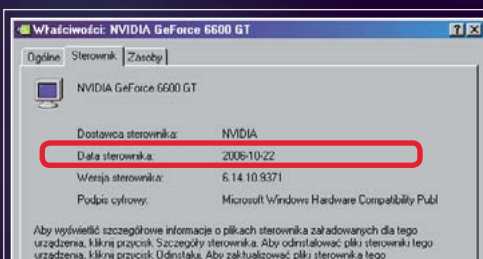 Właściwości: NVIDIA GeForce 6600 GT
Ogólne Sterownik Zasoby
NVIDIA GeForce 6600 GT
Dostawca sterownika: NVIDIA
Data sterownika: 2006-10-22
Wersja sterownika: 6.14.10.9371
Podpis cyfrowy: Microsoft Windows Hardware Compatibility Publ
Aby wyświetlić szczegółowe informacje o plikach sterownika załadowanych dla tego
urządzenia, kliknij przycisk Szczegóły sterownika. Aby odinstalować pliki sterowniki tego
urządzenia, kliknij przycisk Odinstaluj. Aby zaktualizować pliki sterownika tego